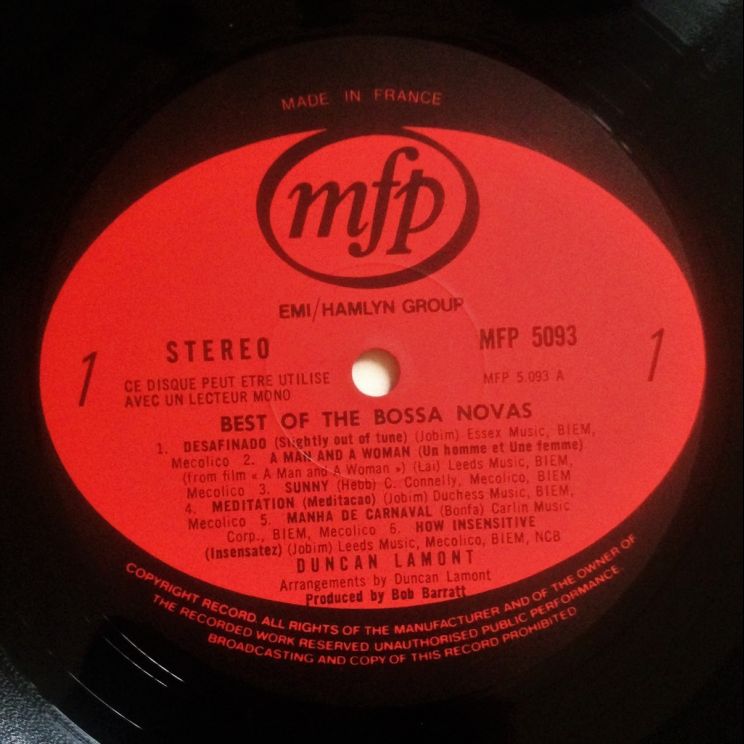 MADE IN FRANCE
mfp
EMI/HAMLYN GROUP
1 STEREO MFP 5093 1
CE DISQUE PEUT ETRE UTILISE MFP 5.093 A
AVEC UN LECTEUR MONO
BEST OF THE BOSSA NOVAS
1. DESAFINADO (Slightly out of tune) (Jobim) Essex Music, BIEM,
Mecolico 2. A MAN AND A WOMAN (Un homme et Une femme)
(from film « A Man and A Woman ») (Lai) Leeds Music, BIEM,
Mecolico 3. SUNNY (Hebb) C. Connelly, Mecolico, BIEM
4. MEDITATION (Meditacao) (Jobim) Duchess Music, BIEM,
Mecolico 5. MANHA DE CARNAVAL (Bonfa) Carlin Music
Corp., BIEM, Mecolico 6. HOW INSENSITIVE
(Insensatez) (Jobim) Leeds Music, Mecolico, BIEM, NCB
DUNCAN LAMONT
Arrangements by Duncan Lamont
Produced by Bob Barratt
COPYRIGHT RECORD. ALL RIGHTS OF THE MANUFACTURER AND OF THE OWNER OF
THE RECORDED WORK RESERVED UNAUTHORISED PUBLIC PERFORMANCE.
BROADCASTING AND COPY OF THIS RECORD PROHIBITED